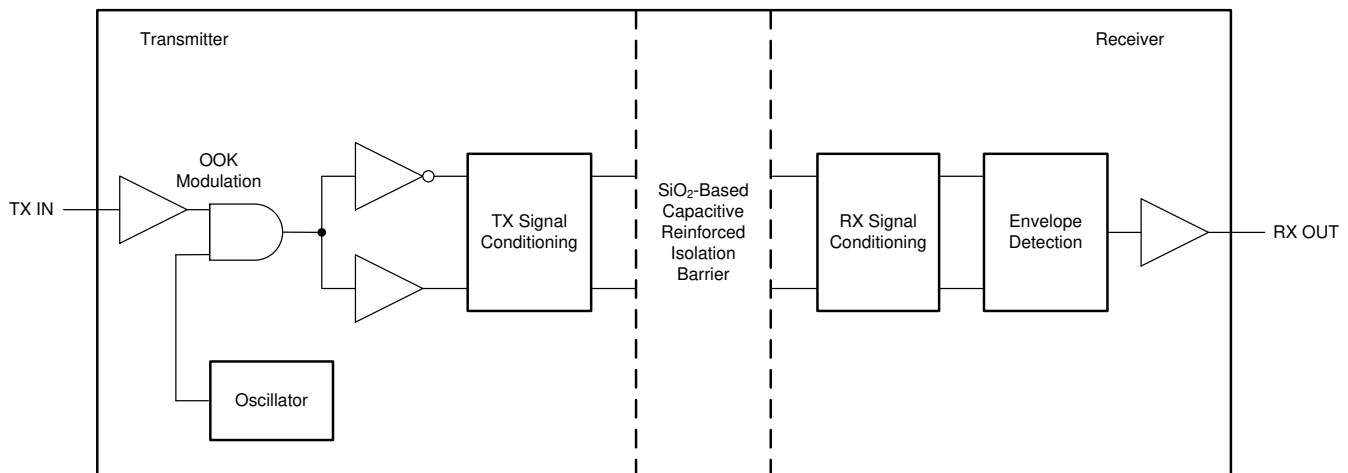 Transmitter
Receiver
OOK
Modulation
TX IN
TX Signal
Conditioning
SiO₂-Based
Capacitive
Reinforced
Isolation
Barrier
RX Signal
Conditioning
Envelope
Detection
RX OUT
Oscillator